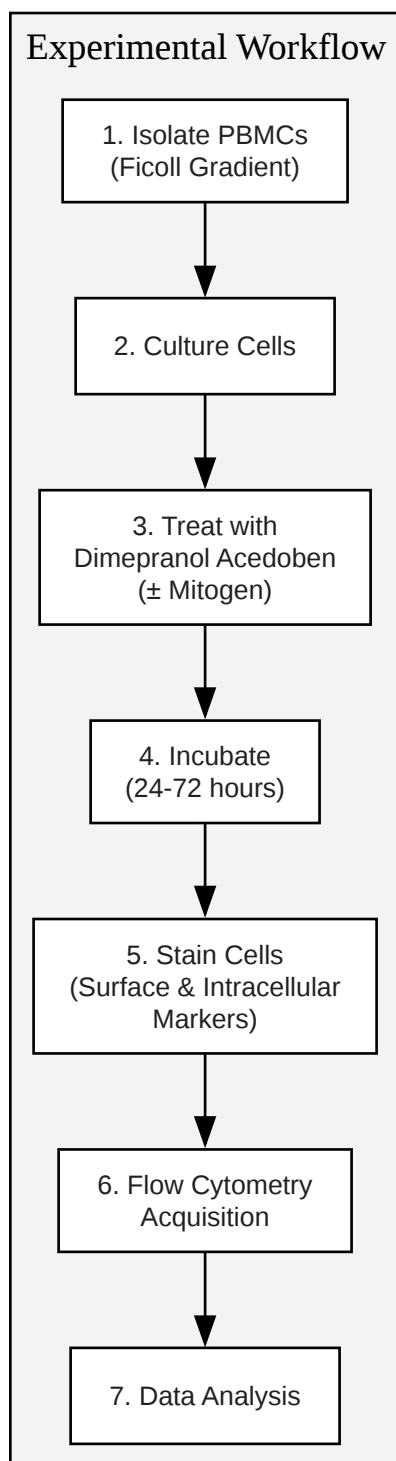 Experimental Workflow
1. Isolate PBMCs
(Ficoll Gradient)
2. Culture Cells
3. Treat with
Dimepranol Acedoben
(± Mitogen)
4. Incubate
(24-72 hours)
5. Stain Cells
(Surface & Intracellular
Markers)
6. Flow Cytometry
Acquisition
7. Data Analysis